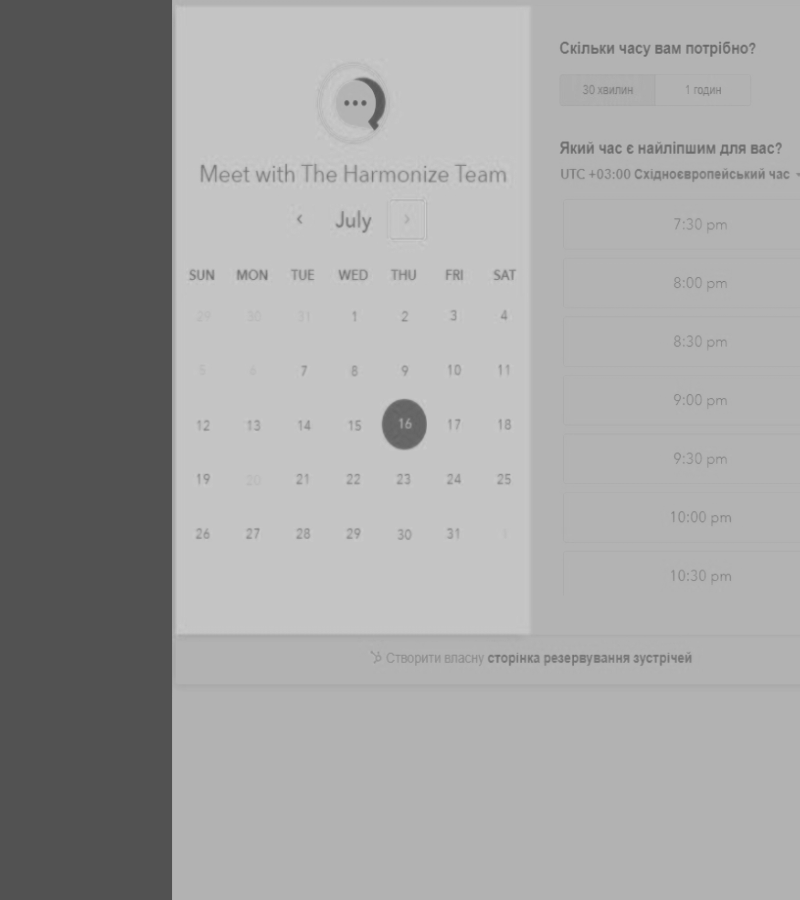 Meet with The Harmonize Team
July
SUN MON TUE WED THU FRI SAT
29 30 31 1 2 3 4
5 6 7 8 9 10 11
12 13 14 15 16 17 18
19 20 21 22 23 24 25
26 27 28 29 30 31 1
Скільки часу вам потрібно?
30 хвилин 1 годин
Який час є найліпшим для вас?
UTC +03:00 Східноєвропейський час
7:30 pm
8:00 pm
8:30 pm
9:00 pm
9:30 pm
10:00 pm
10:30 pm
Створити власну сторінка резервування зустрічей